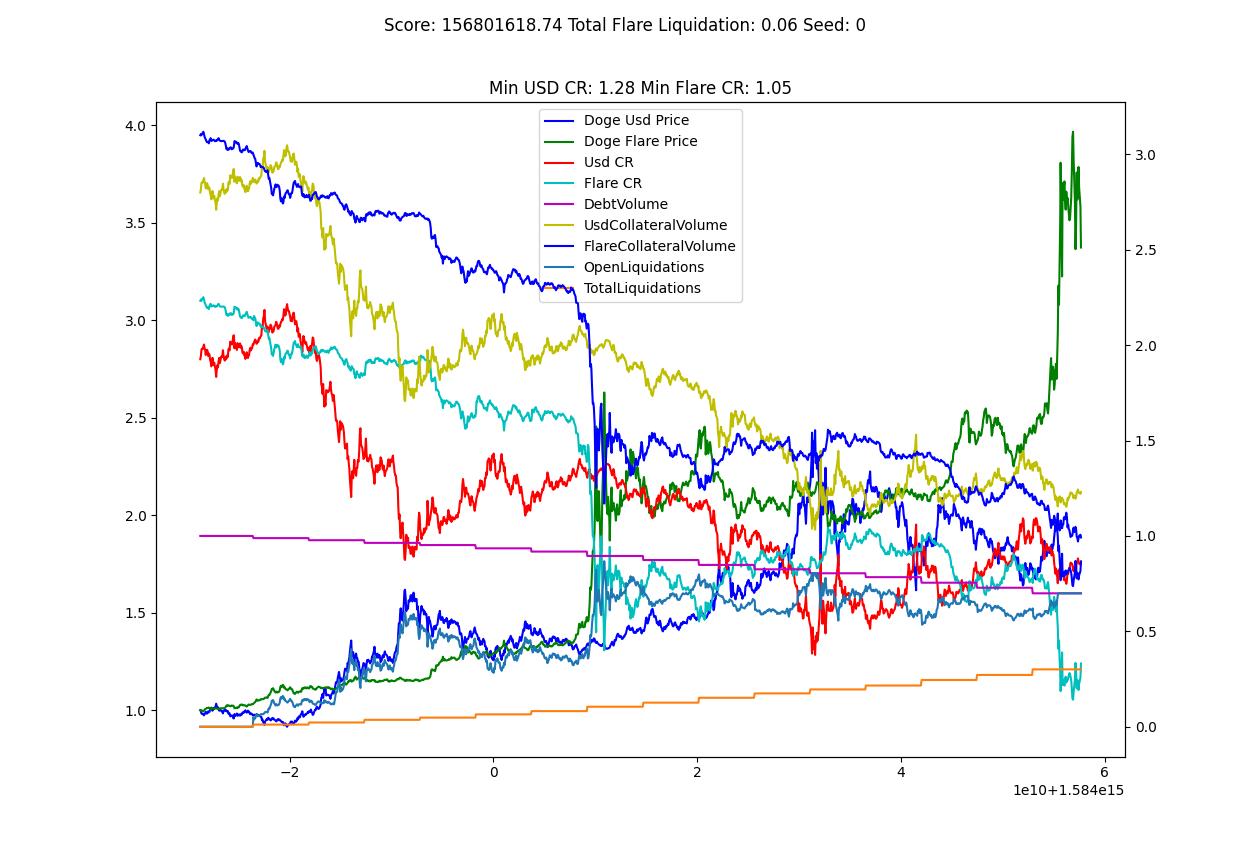 Score: 156801618.74 Total Flare Liquidation: 0.06 Seed: 0
Min USD CR: 1.28 Min Flare CR: 1.05
Doge Usd Price
Doge Flare Price
Usd CR
Flare CR
DebtVolume
UsdCollateralVolume
FlareCollateralVolume
OpenLiquidations
TotalLiquidations
4.0
3.5
3.0
2.5
2.0
1.5
1.0
3.0
2.5
2.0
1.5
1.0
0.5
0.0
−2 0 2 4 6
1e10+1.584e15